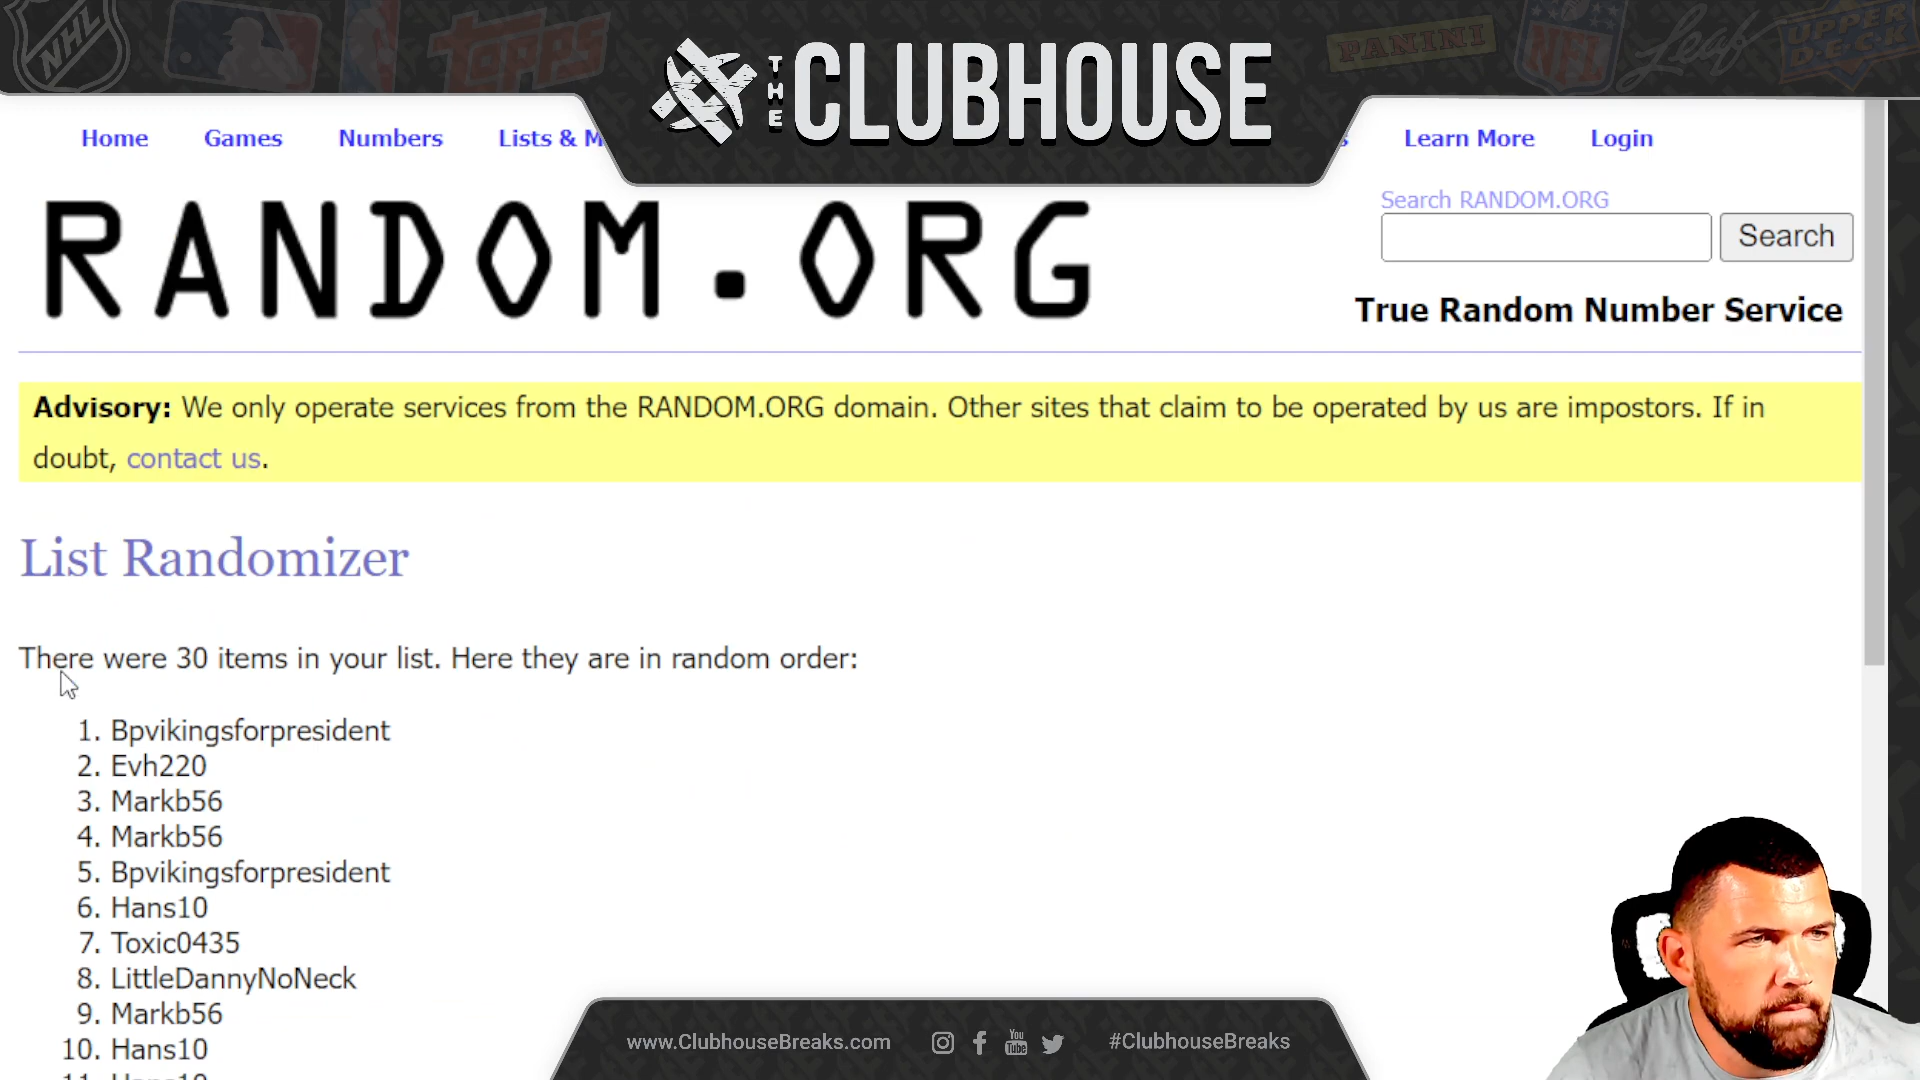 NHL
TOPPS
THE CLUBHOUSE
PANINI
NFL
Leaf
UPPER
DECK
Home Games Numbers Lists & M
Learn More Login
RANDOM.ORG
Search RANDOM.ORG
Search
True Random Number Service
Advisory: We only operate services from the RANDOM.ORG domain. Other sites that claim to be operated by us are impostors. If in
doubt, contact us.
List Randomizer
There were 30 items in your list. Here they are in random order:
1. Bpvikingsforpresident
2. Evh220
3. Markb56
4. Markb56
5. Bpvikingsforpresident
6. Hans10
7. Toxic0435
8. LittleDannyNoNeck
9. Markb56
10. Hans10
11. Hans10
www.ClubhouseBreaks.com You Tube #ClubhouseBreaks